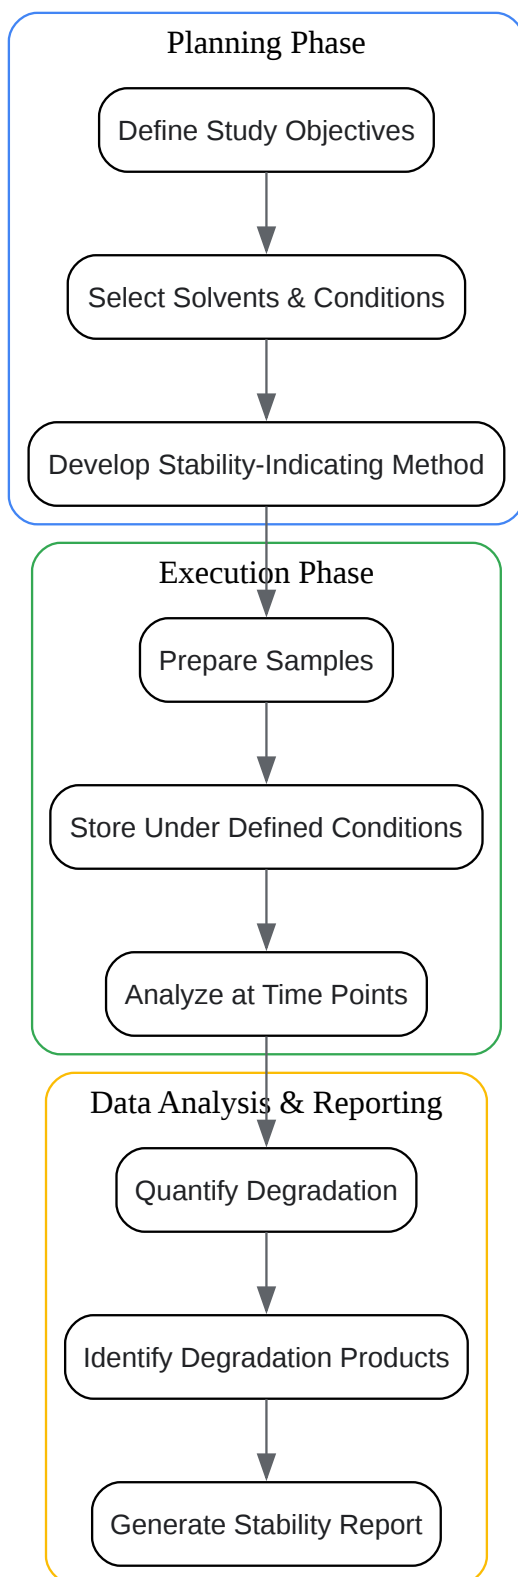 Planning Phase
Define Study Objectives
Select Solvents & Conditions
Develop Stability-Indicating Method
Execution Phase
Prepare Samples
Store Under Defined Conditions
Analyze at Time Points
Data Analysis & Reporting
Quantify Degradation
Identify Degradation Products
Generate Stability Report